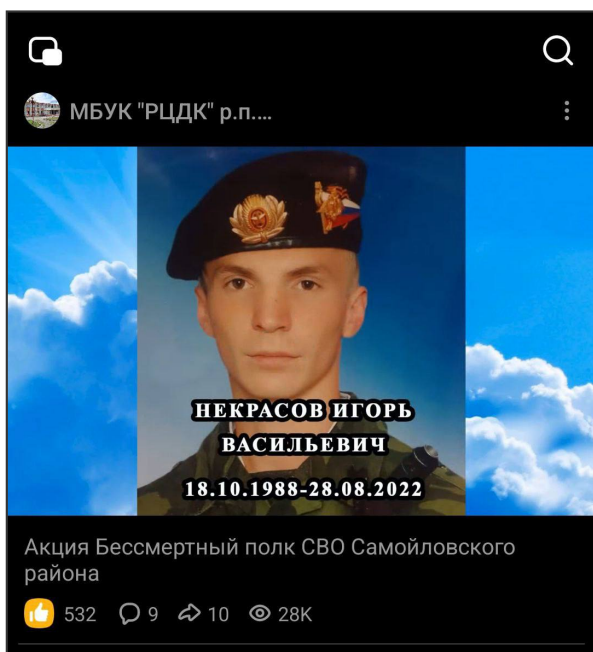 МБУК "РЦДК" р.п....
НЕКРАСОВ ИГОРЬ
ВАСИЛЬЕВИЧ
18.10.1988-28.08.2022
Акция Бессмертный полк СВО Самойловского
района
532 9 10 28K